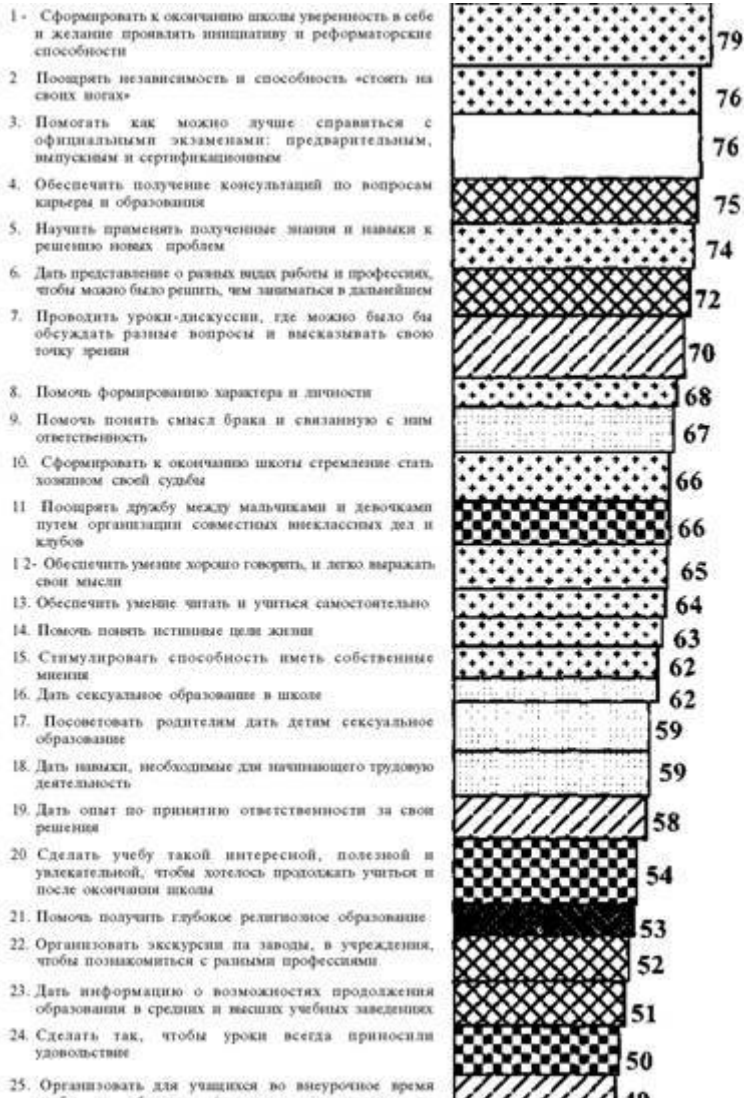 1 - Сформировать к окончанию школы уверенность в себе
и желание проявлять инициативу и реформаторские
способности
79
2 Поощрять независимость и способность «стоять на
своих ногах»
76
3. Помогать как можно лучше справиться с
официальными экзаменами: предварительным,
выпускным и сертификационным
76
4. Обеспечить получение консультаций по вопросам
карьеры и образования
75
5. Научить применять полученные знания и навыки к
решению новых проблем
74
6. Дать представление о разных видах работы и профессиях,
чтобы можно было решить, чем заниматься в дальнейшем
72
7. Проводить уроки-дискуссии, где можно было бы
обсуждать разные вопросы и высказывать свою
точку зрения
70
8. Помочь формированию характера и личности
68
9. Помочь понять смысл брака и связанную с ним
ответственность
67
10. Сформировать к окончанию шкоты стремление стать
хозяином своей судьбы
66
11 Поощрять дружбу между мальчиками и девочками
путем организации совместных внеклассных дел и
клубов
66
1 2- Обеспечить умение хорошо говорить, и легко выражать
свои мысли
65
13. Обеспечить умение читать и учиться самостоятельно
64
14. Помочь понять истинные цели жизни
63
15. Стимулировать способность иметь собственные
мнения
62
16. Дать сексуальное образование в школе
62
17. Посоветовать родителям дать детям сексуальное
образование
59
18. Дать навыки, необходимые для начинающего трудовую
деятельность
59
19. Дать опыт по принятию ответственности за свои
решения
58
20 Сделать учебу такой интересной, полезной и
увлекательной, чтобы хотелось продолжать учиться и
после окончания школы
54
21. Помочь получить глубокое религиозное образование
53
22. Организовать экскурсии па заводы, в учреждения,
чтобы познакомиться с разными профессиями
52
23. Дать информацию о возможностях продолжения
образования в средних и высших учебных заведениях
51
24. Сделать так, чтобы уроки всегда приносили
удовольствие
50
25. Организовать для учащихся во внеурочное время